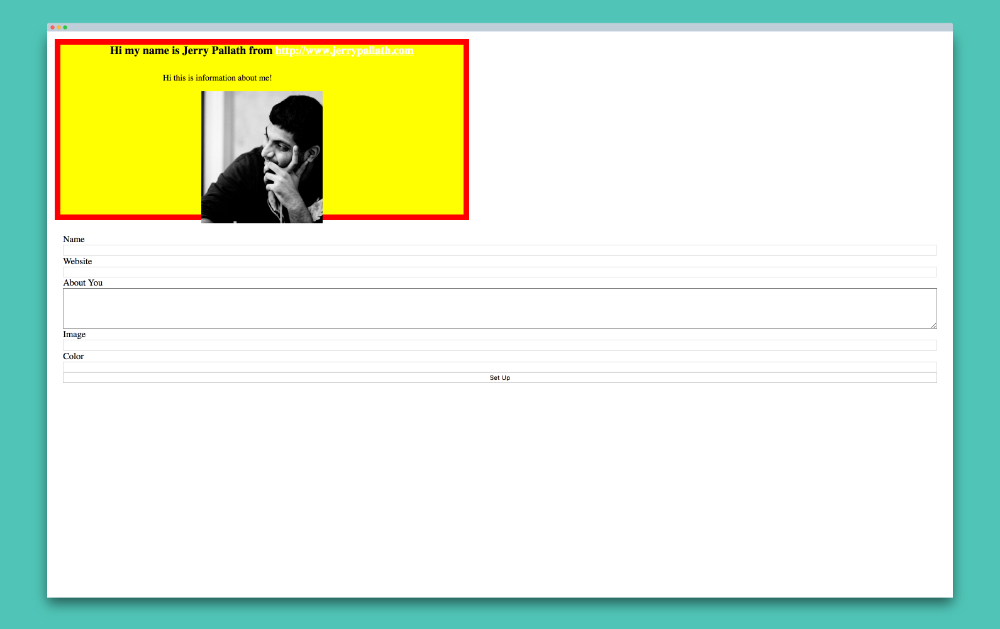 Hi my name is Jerry Pallath from http://www.jerrypallath.com
Hi this is information about me!
Name
Website
About You
Image
Color
Set Up